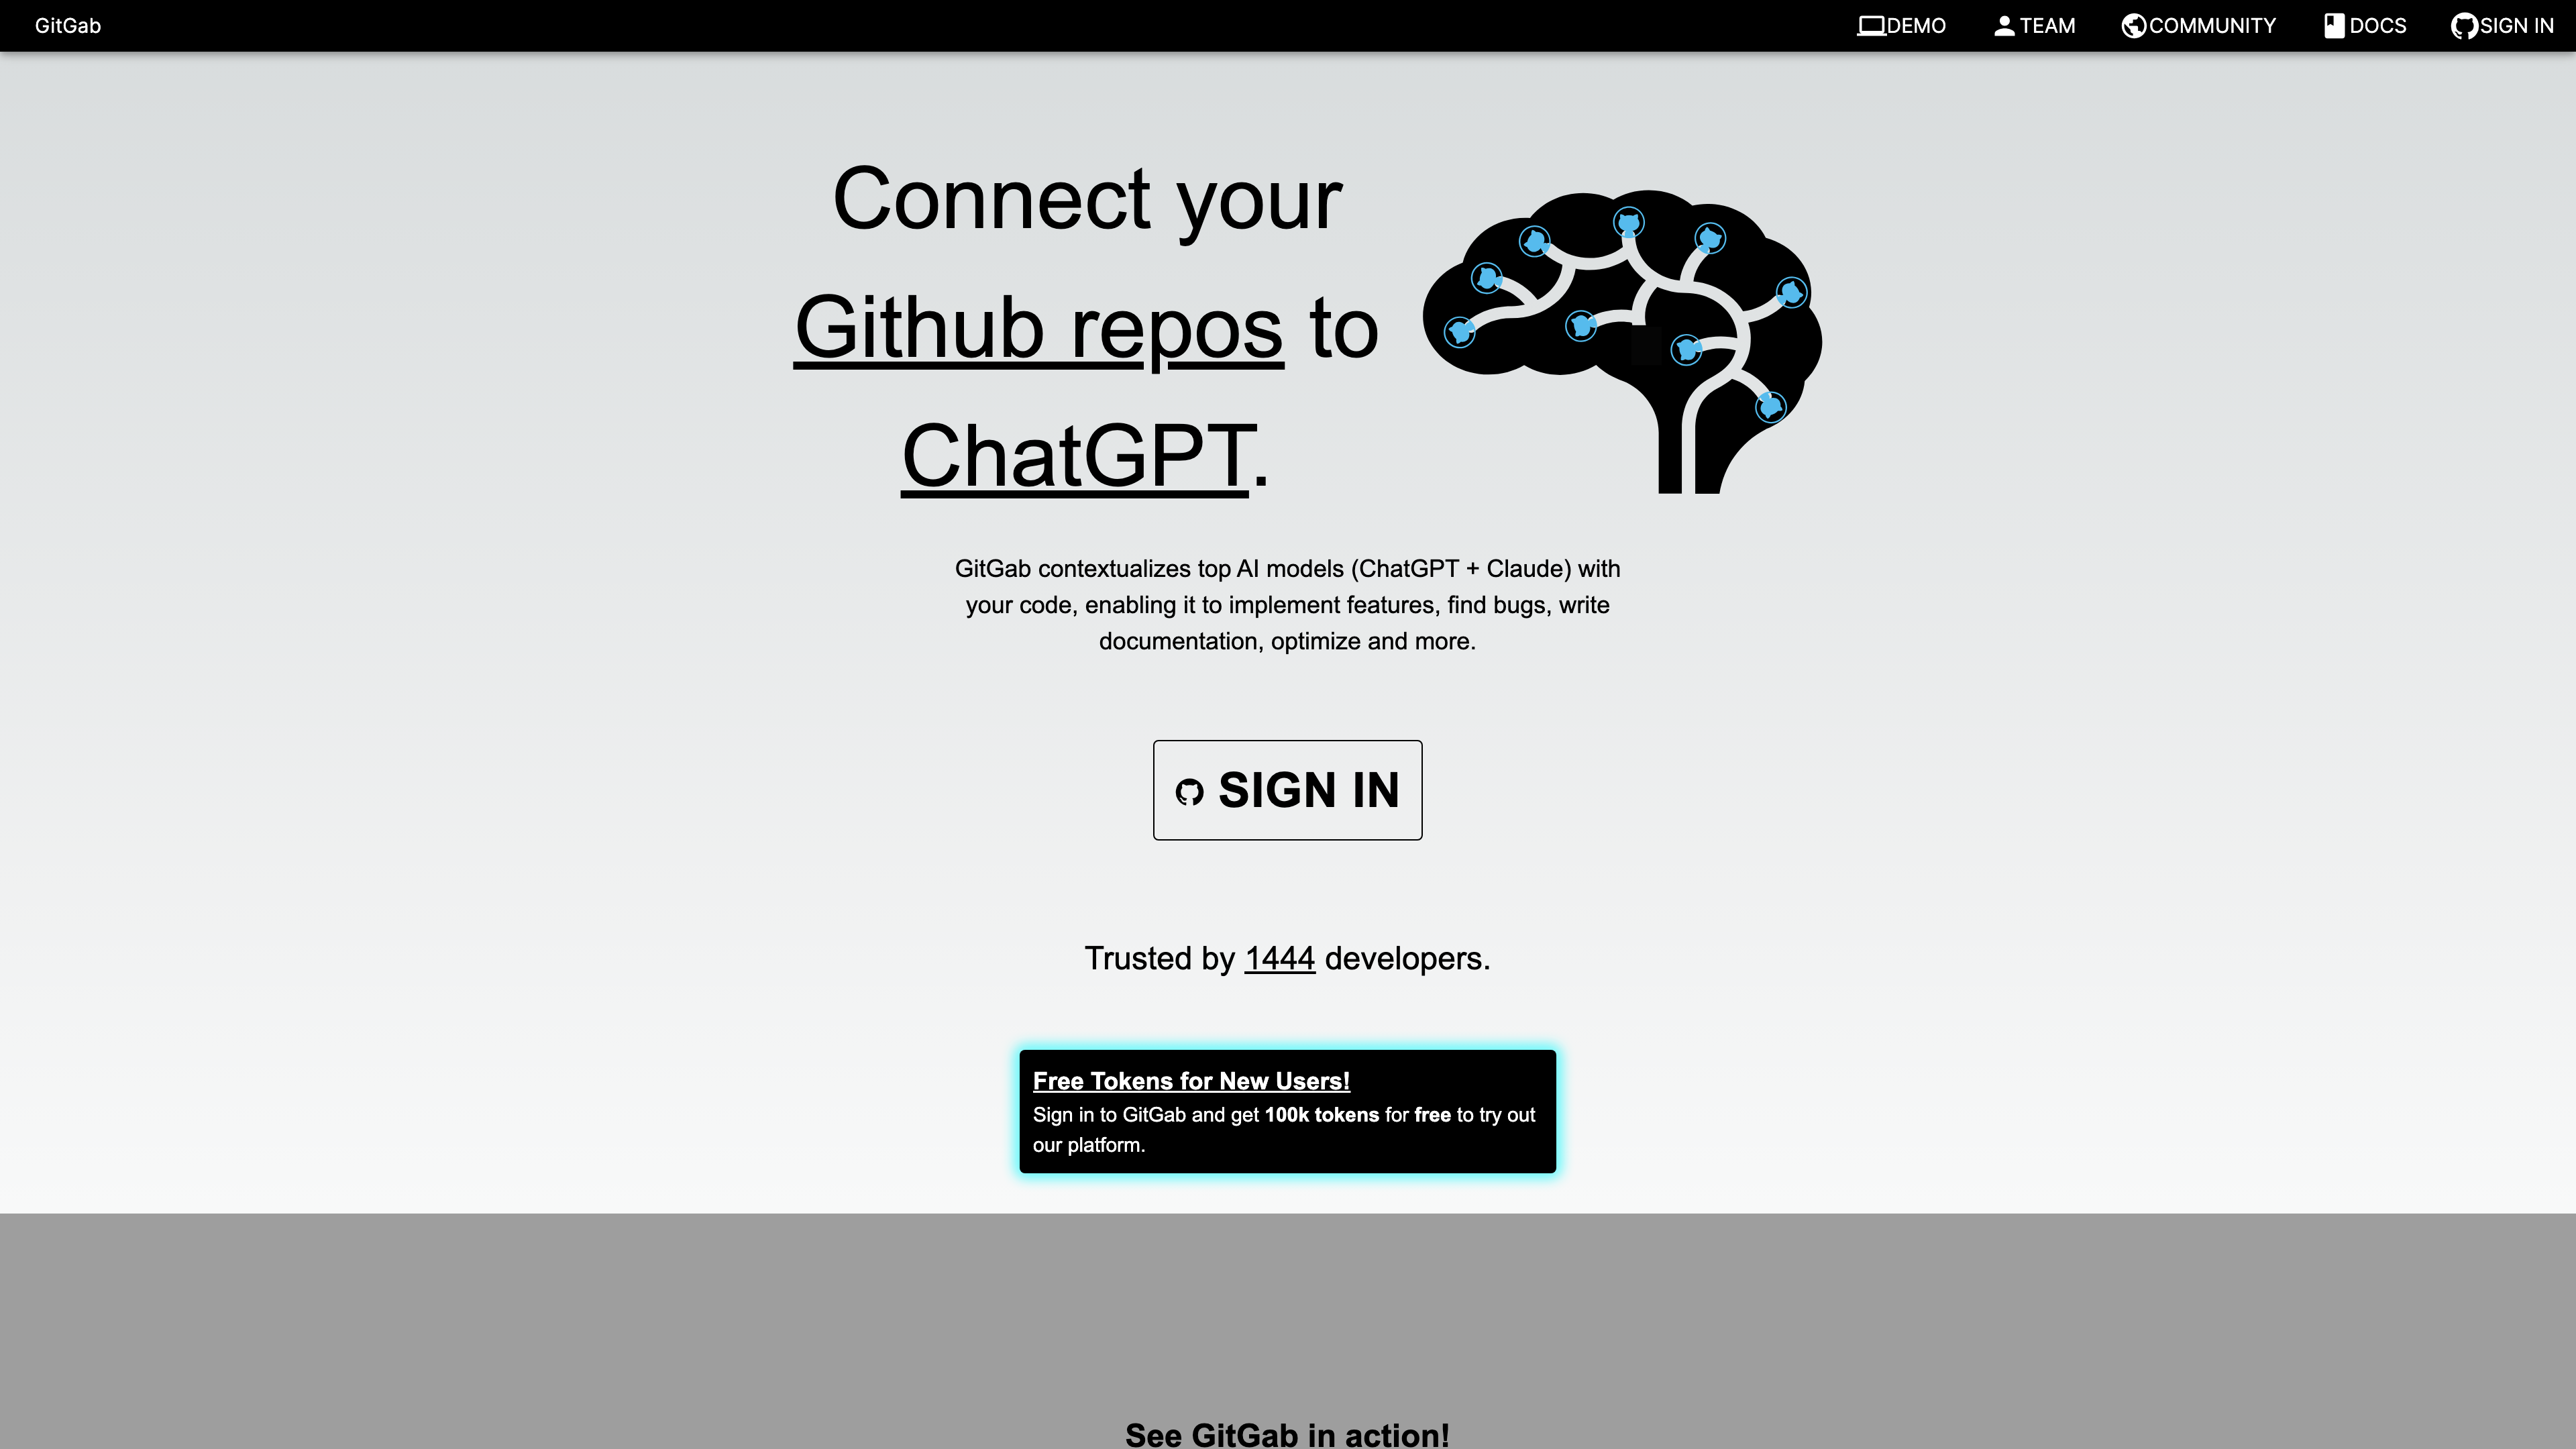 GitGab
DEMO
TEAM
COMMUNITY
DOCS
SIGN IN
Connect your
Github repos to
ChatGPT.
GitGab contextualizes top AI models (ChatGPT + Claude) with
your code, enabling it to implement features, find bugs, write
documentation, optimize and more.
SIGN IN
Trusted by 1444 developers.
Free Tokens for New Users!
Sign in to GitGab and get 100k tokens for free to try out
our platform.
See GitGab in action!